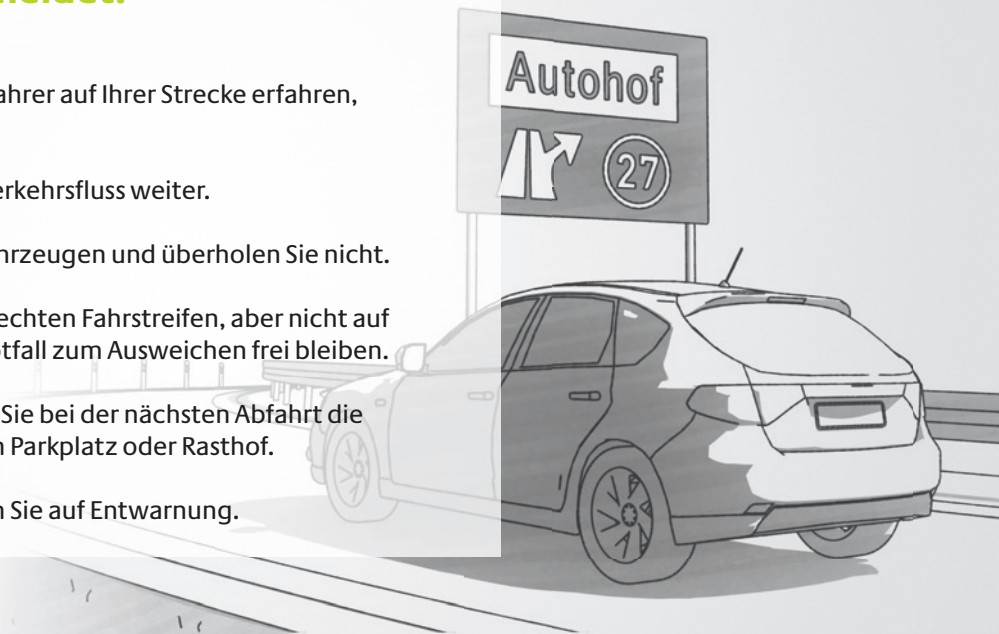 ahrer auf Ihrer Strecke erfahren,
erkehrsfluss weiter.
hrzeugen und überholen Sie nicht.
echten Fahrstreifen, aber nicht auf
otfall zum Ausweichen frei bleiben.
Sie bei der nächsten Abfahrt die
Parkplatz oder Rasthof.
Sie auf Entwarnung.
Autohof
27